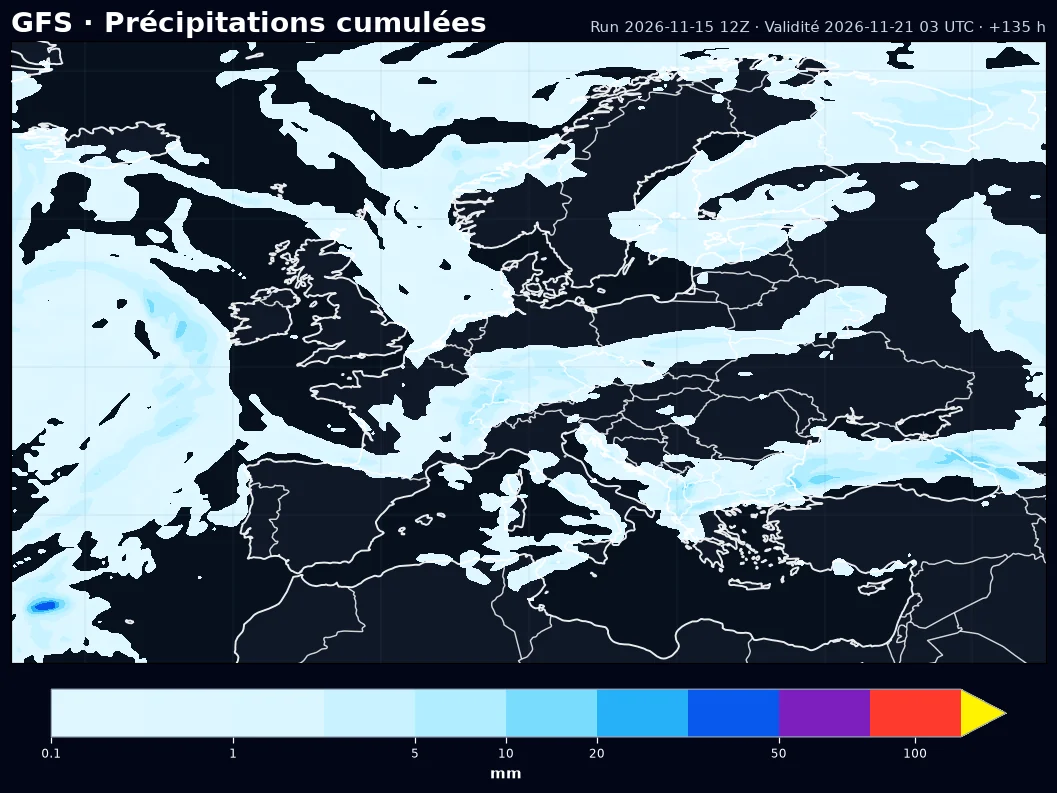 GFS · Précipitations cumulées
Run 2026-11-15 12Z · Validité 2026-11-21 03 UTC · +135 h
0.1 1 5 10 20 50 100
mm